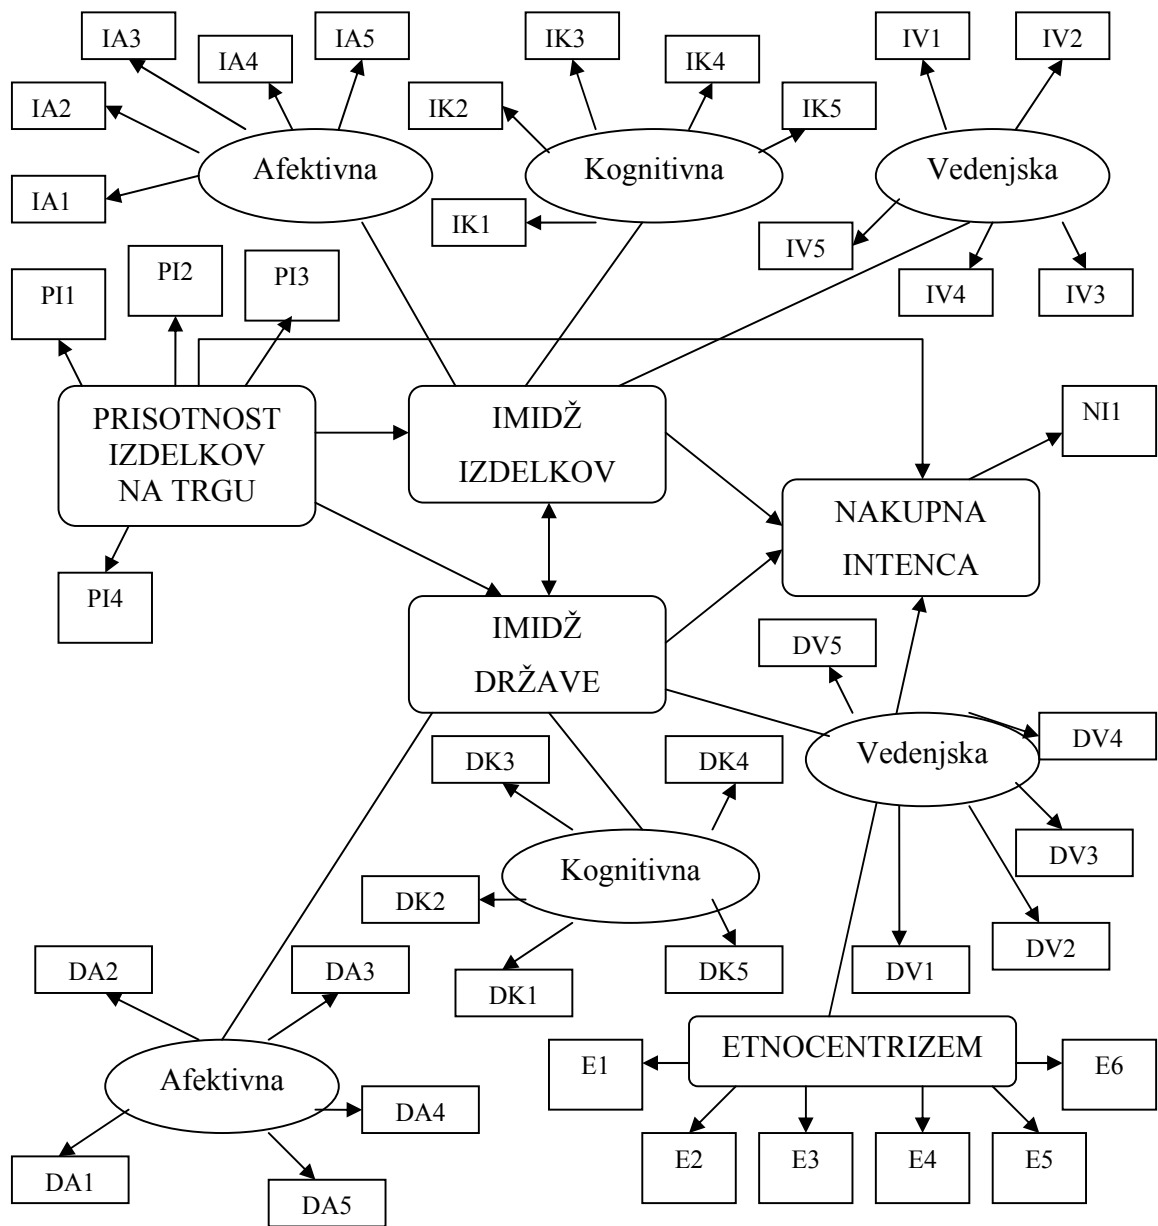 IA3
IA4
IA5
IK3
IK4
IV1
IV2
IA2
IK2
IK5
Afektivna
Kognitivna
Vedenjska
IA1
IK1
IV5
IV4
IV3
PI1
PI2
PI3
PRISOTNOST
IZDELKOV
NA TRGU
IMIDŽ
IZDELKOV
NI1
NAKUPNA
INTENCA
PI4
IMIDŽ
DRŽAVE
DV5
DV4
Vedenjska
DK3
DK4
DV3
Kognitivna
DK2
DV2
DA2
DA3
DK1
DK5
DV1
ETNOCENTRIZEM
Afektivna
E1
E6
DA4
E2
E3
E4
E5
DA1
DA5